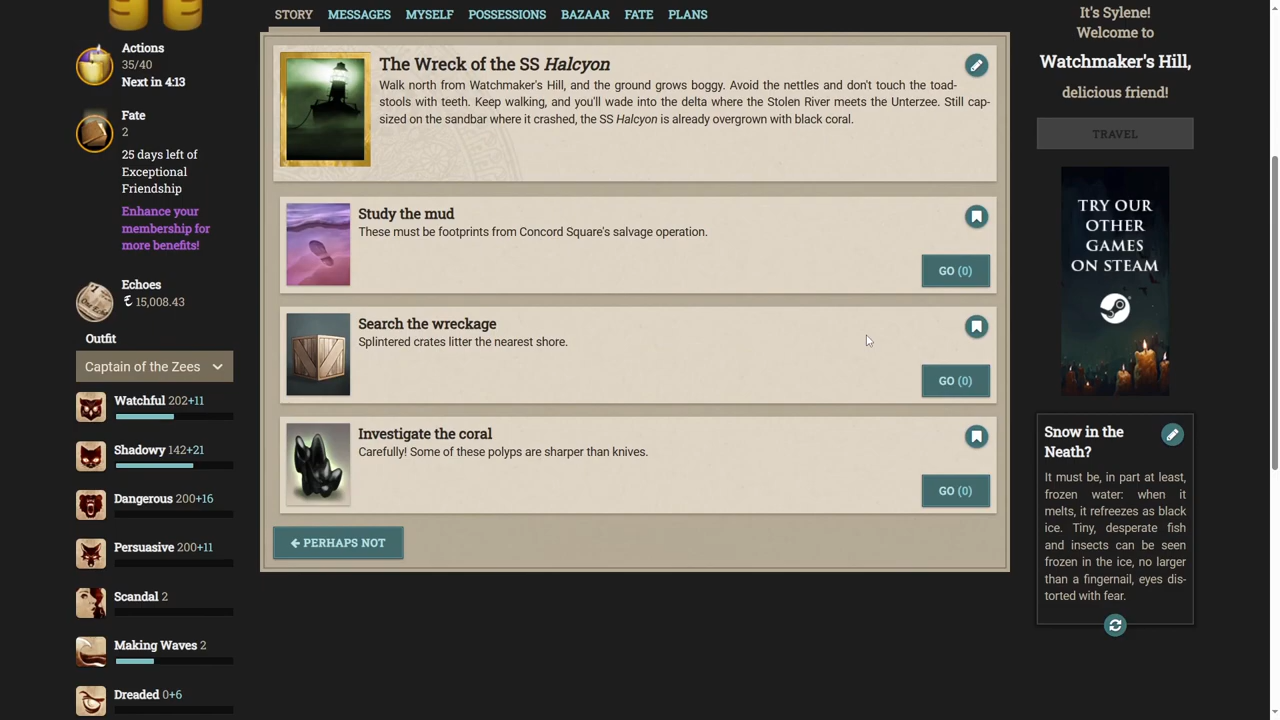 STORY MESSAGES MYSELF POSSESSIONS BAZAAR FATE PLANS
Actions
35/40
Next in 4:13
Fate
2
25 days left of
Exceptional
Friendship
Enhance your
membership for
more benefits!
Echoes
15,008.43
Outfit
Captain of the Zees
Watchful 202+11
Shadowy 142+21
Dangerous 200+16
Persuasive 200+11
Scandal 2
Making Waves 2
Dreaded 0+6
The Wreck of the SS Halcyon
Walk north from Watchmaker's Hill, and the ground grows boggy. Avoid the nettles and don't touch the toad-
stools with teeth. Keep walking, and you'll wade into the delta where the Stolen River meets the Unterzee. Still cap-
sized on the sandbar where it crashed, the SS Halcyon is already overgrown with black coral.
Study the mud
These must be footprints from Concord Square's salvage operation.
GO (0)
Search the wreckage
Splintered crates litter the nearest shore.
GO (0)
Investigate the coral
Carefully! Some of these polyps are sharper than knives.
GO (0)
PERHAPS NOT
It's Sylene!
Welcome to
Watchmaker's Hill,
delicious friend!
TRAVEL
TRY OUR
OTHER
GAMES
ON STEAM
Snow in the
Neath?
It must be, in part at least,
frozen water: when it
melts, it refreezes as black
ice. Tiny, desperate fish
and insects can be seen
frozen in the ice, no larger
than a fingernail, eyes dis-
torted with fear.